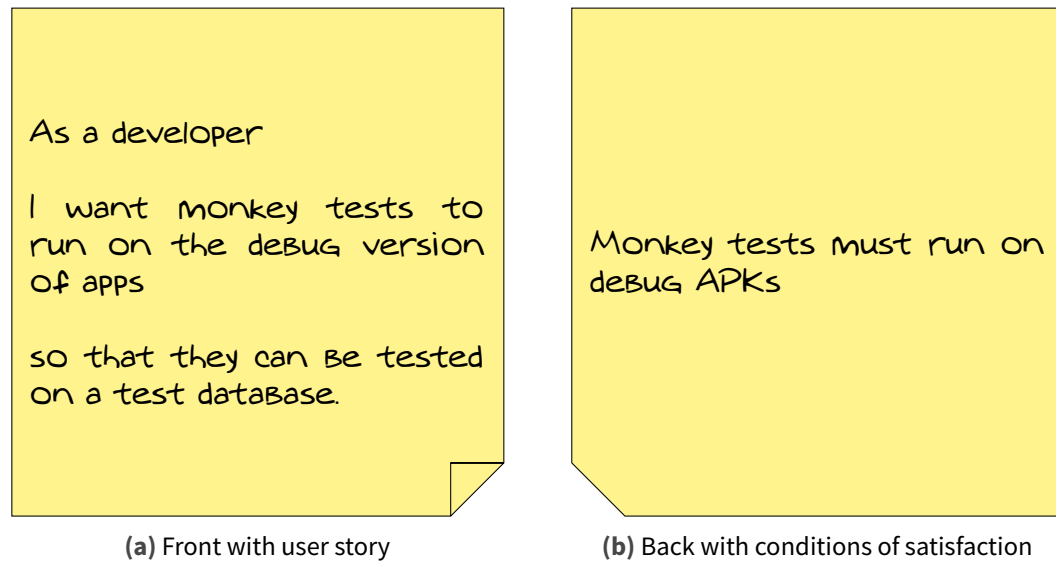 As a developer
I want monkey tests to
run on the debug version
of apps
so that they can be tested
on a test database.
(a) Front with user story
Monkey tests must run on
debug APKs
(b) Back with conditions of satisfaction